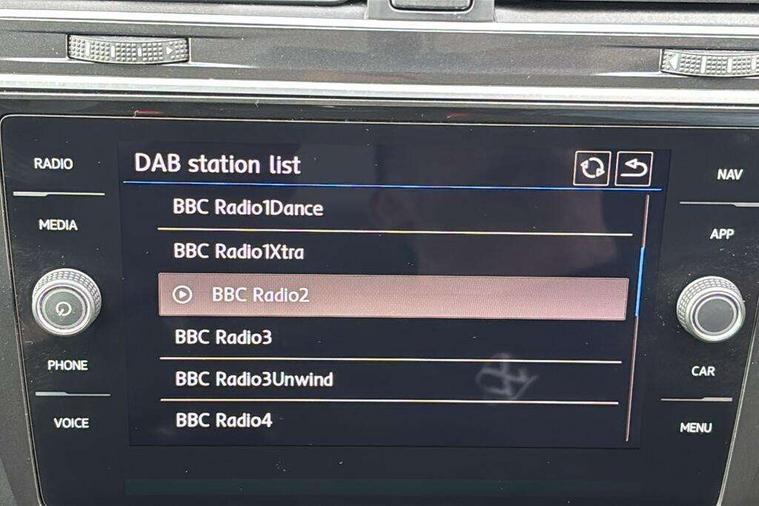 RADIO
MEDIA
PHONE
VOICE
DAB station list
BBC Radio1Dance
BBC Radio1Xtra
BBC Radio2
BBC Radio3
BBC Radio3Unwind
BBC Radio4
NAV
APP
CAR
MENU